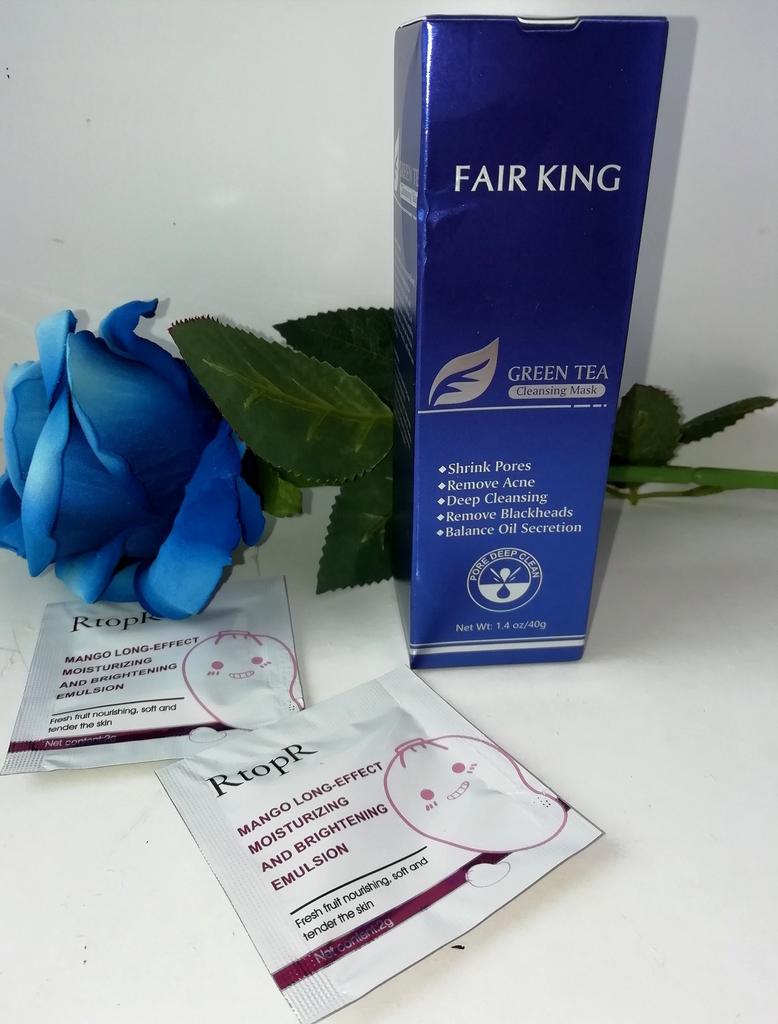 FAIR KING
GREEN TEA
Cleansing Mask
Shrink Pores
Remove Acne
Deep Cleansing
Remove Blackheads
Balance Oil Secretion
PORE DEEP CLEAN
Net Wt: 1.4 oz/40g
RtopR
MANGO LONG-EFFECT
MOISTURIZING
AND BRIGHTENING
EMULSION
Fresh fruit nourishing, soft and
tender the skin
Net content:2g
RtopR
MANGO LONG-EFFECT
MOISTURIZING
AND BRIGHTENING
EMULSION
Fresh fruit nourishing, soft and
tender the skin
Net content:2g